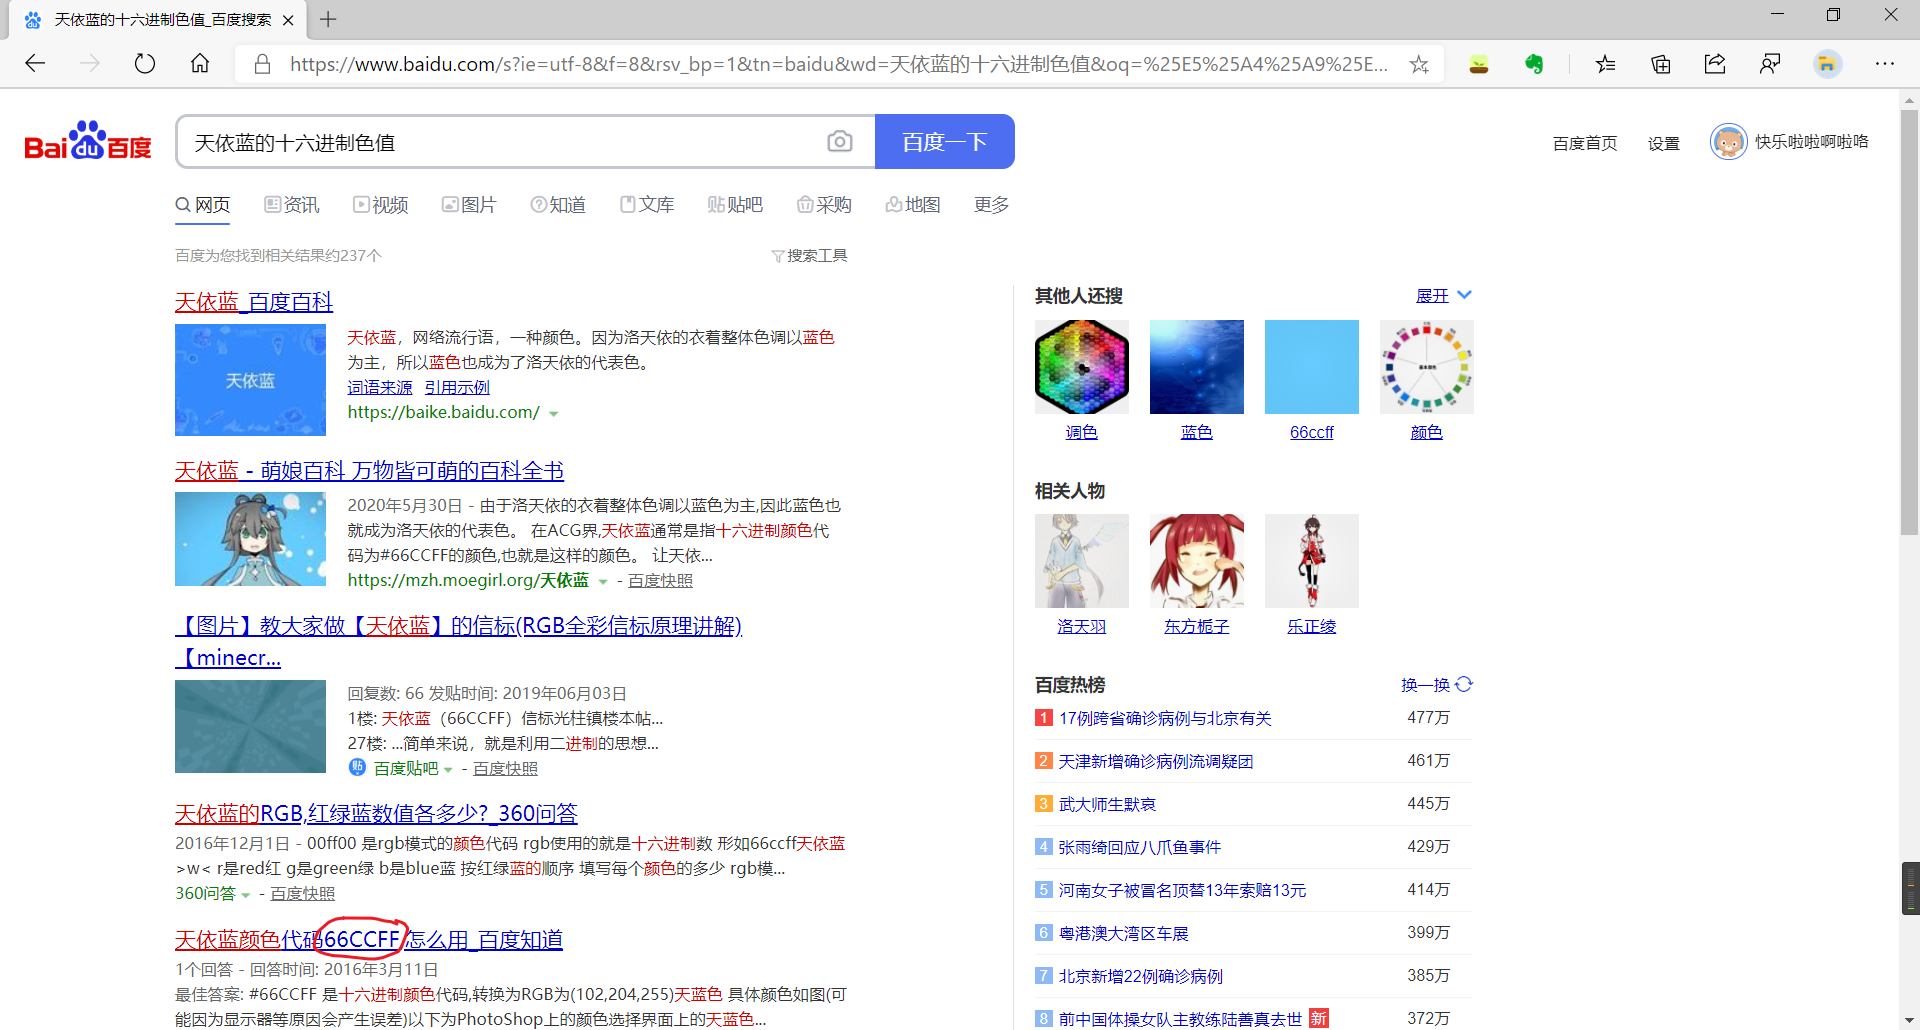 天依蓝的十六进制色值_百度搜索
https://www.baidu.com/s?ie=utf-8&f=8&rsv_bp=1&tn=baidu&wd=天依蓝的十六进制色值&oq=%25E5%25A4%25A9%25E...
Bai du 百度
天依蓝的十六进制色值
百度一下
百度首页 设置 快乐啦啦啊啦咯
网页 资讯 视频 图片 知道 文库 贴吧 采购 地图 更多
百度为您找到相关结果约237个
搜索工具
天依蓝_百度百科
天依蓝
天依蓝，网络流行语，一种颜色。因为洛天依的衣着整体色调以蓝色
为主，所以蓝色也成为了洛天依的代表色。
词语来源 引用示例
https://baike.baidu.com/
天依蓝 - 萌娘百科 万物皆可萌的百科全书
2020年5月30日 - 由于洛天依的衣着整体色调以蓝色为主,因此蓝色也
就成为洛天依的代表色。 在ACG界,天依蓝通常是指十六进制颜色代
码为#66CCFF的颜色,也就是这样的颜色。 让天依...
https://mzh.moegirl.org/天依蓝 - 百度快照
【图片】教大家做【天依蓝】的信标(RGB全彩信标原理讲解)
【minecr...
回复数: 66 发贴时间: 2019年06月03日
1楼: 天依蓝（66CCFF）信标光柱镇楼本帖...
27楼: ...简单来说，就是利用二进制的思想...
贴 百度贴吧 - 百度快照
天依蓝的RGB,红绿蓝数值各多少?_360问答
2016年12月1日 - 00ff00 是rgb模式的颜色代码 rgb使用的就是十六进制数 形如66ccff天依蓝
>w< r是red红 g是green绿 b是blue蓝 按红绿蓝的顺序 填写每个颜色的多少 rgb模...
360问答 - 百度快照
天依蓝颜色代码66CCFF,怎么用_百度知道
1个回答 - 回答时间: 2016年3月11日
最佳答案: #66CCFF 是十六进制颜色代码,转换为RGB为(102,204,255)天蓝色 具体颜色如图(可
能因为显示器等原因会产生误差)以下为PhotoShop上的颜色选择界面上的天蓝色...
其他人还搜
展开
基本颜色
调色 蓝色 66ccff 颜色
相关人物
洛天羽 东方栀子 乐正绫
百度热榜
换一换
1 17例跨省确诊病例与北京有关 477万
2 天津新增确诊病例流调疑团 461万
3 武大师生默哀 445万
4 张雨绮回应八爪鱼事件 429万
5 河南女子被冒名顶替13年索赔13元 414万
6 粤港澳大湾区车展 399万
7 北京新增22例确诊病例 385万
8 前中国体操女队主教练陆善真去世 新 372万